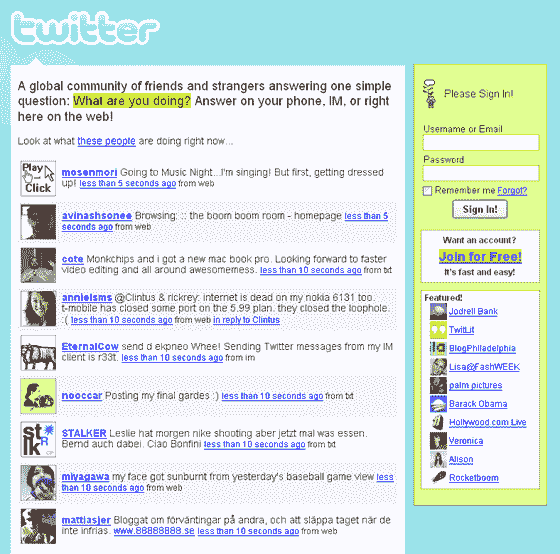 twitter
A global community of friends and strangers answering one simple
question: What are you doing? Answer on your phone, IM, or right
here on the web!
Look at what these people are doing right now...
Play
Click
mosenmori Going to Music Night...I'm singing! But first, getting dressed
up! less than 5 seconds ago from web
avinashsonee Browsing: :: the boom boom room - homepage less than 5
seconds ago from web
cote Monkchips and i got a new mac book pro. Looking forward to faster
video editing and all around awesomerness. less than 10 seconds ago from txt
annielsms @Clintus & rickrey: internet is dead on my nokia 6131 too.
t-mobile has closed some port on the 5.99 plan. they closed the loophole.
:( less than 10 seconds ago from web in reply to Clintus
EternalCow send d ekpneo Whee! Sending Twitter messages from my IM
client is r33t. less than 10 seconds ago from im
nooccar Posting my final gardes :) less than 10 seconds ago from txt
STALKER Leslie hat morgen nike shooting aber jetzt mal was essen.
Bernd auch dabei. Ciao Bonfini less than 10 seconds ago from txt
miyagawa my face got sunburnt from yesterday's baseball game view less
than 10 seconds ago from web
mattiasjer Bloggat om förväntingar på andra, och att släppa taget när de
inte infrias. www.88888888.se less than 10 seconds ago from web
Please Sign In!
Username or Email
Password
Remember me Forgot?
Sign In!
Want an account?
Join for Free!
It's fast and easy!
Featured!
Jodrell Bank
TwitLit
BlogPhiladelphia
Lisa@FashWEEK
palm pictures
Barack Obama
Hollywood.com Live
Veronica
Alison
Rocketboom